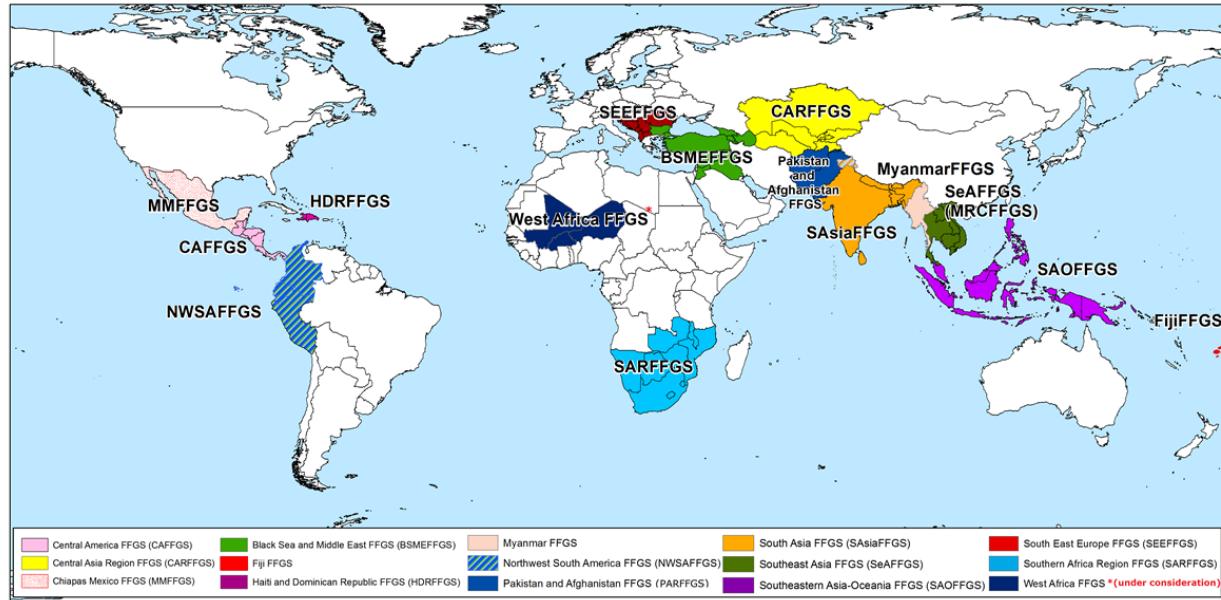 SEEFFGS
CARFFGS
BSMEFFGS
Pakistan
and
Afghanistan
FFGS
MyanmarFFGS
SeAFFGS
(MRCFFGS)
HDRFFGS
MMFFGS
West Africa FFGS *
SAsiaFFGS
CAFFGS
SAOFFGS
NWSAFFGS
FijiFFGS
SARFFGS
Central America FFGS (CAFFGS)
Central Asia Region FFGS (CARFFGS)
Chiapas Mexico FFGS (MMFFGS)
Black Sea and Middle East FFGS (BSMEFFGS)
Fiji FFGS
Haiti and Dominican Republic FFGS (HDRFFGS)
Myanmar FFGS
Northwest South America FFGS (NWSAFFGS)
Pakistan and Afghanistan FFGS (PARFFGS)
South Asia FFGS (SAsiaFFGS)
Southeast Asia FFGS (SeAFFGS)
Southeastern Asia-Oceania FFGS (SAOFFGS)
South East Europe FFGS (SEEFFGS)
Southern Africa Region FFGS (SARFFGS)
West Africa FFGS *(under consideration)